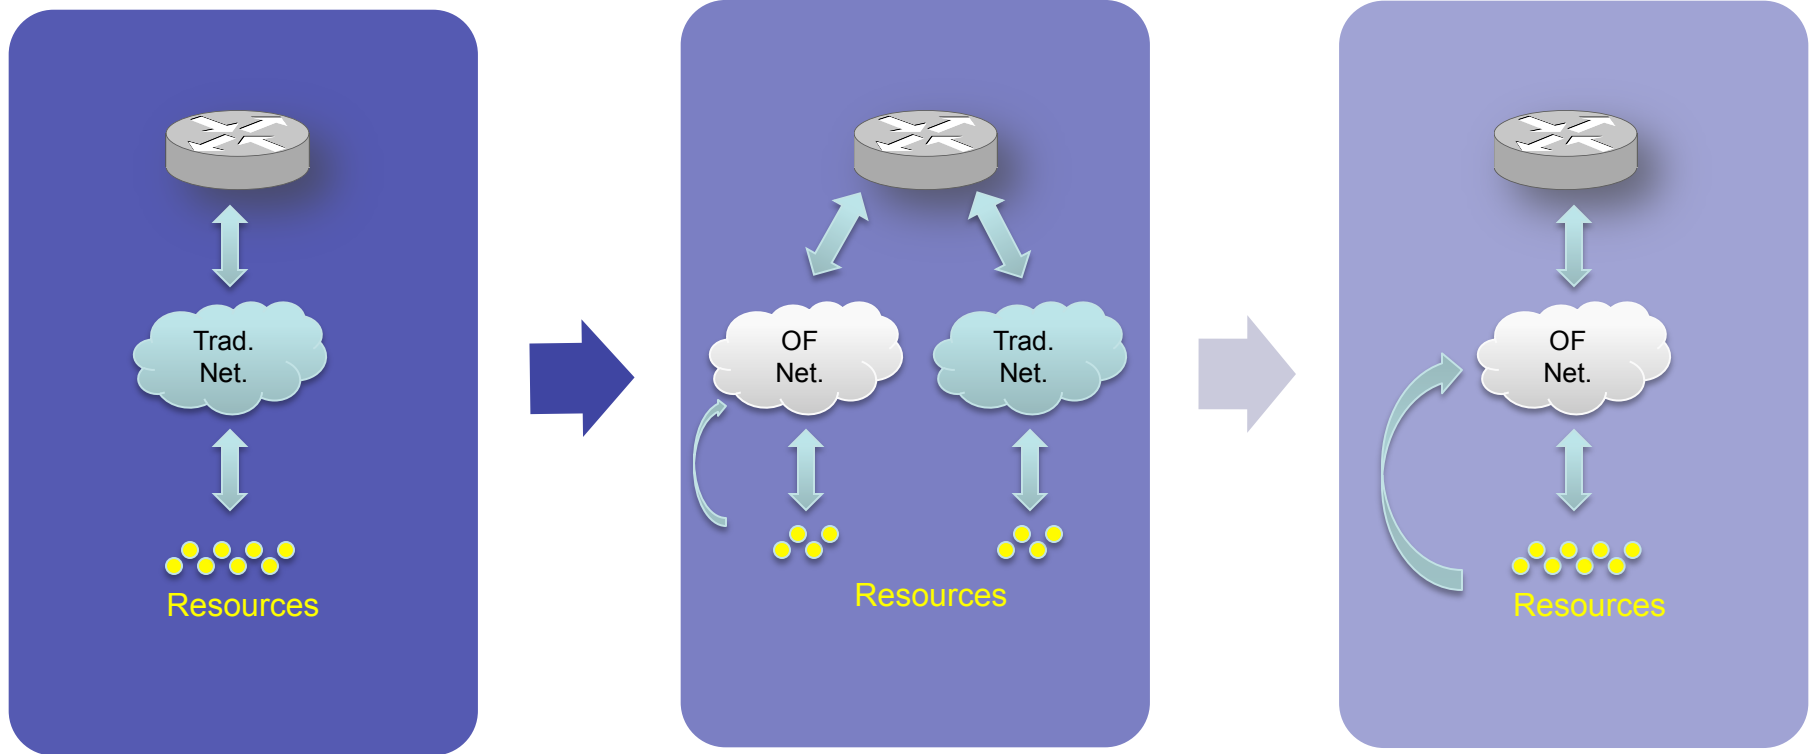 Trad.
Net.
Resources
OF
Net.
Trad.
Net.
Resources
OF
Net.
Resources